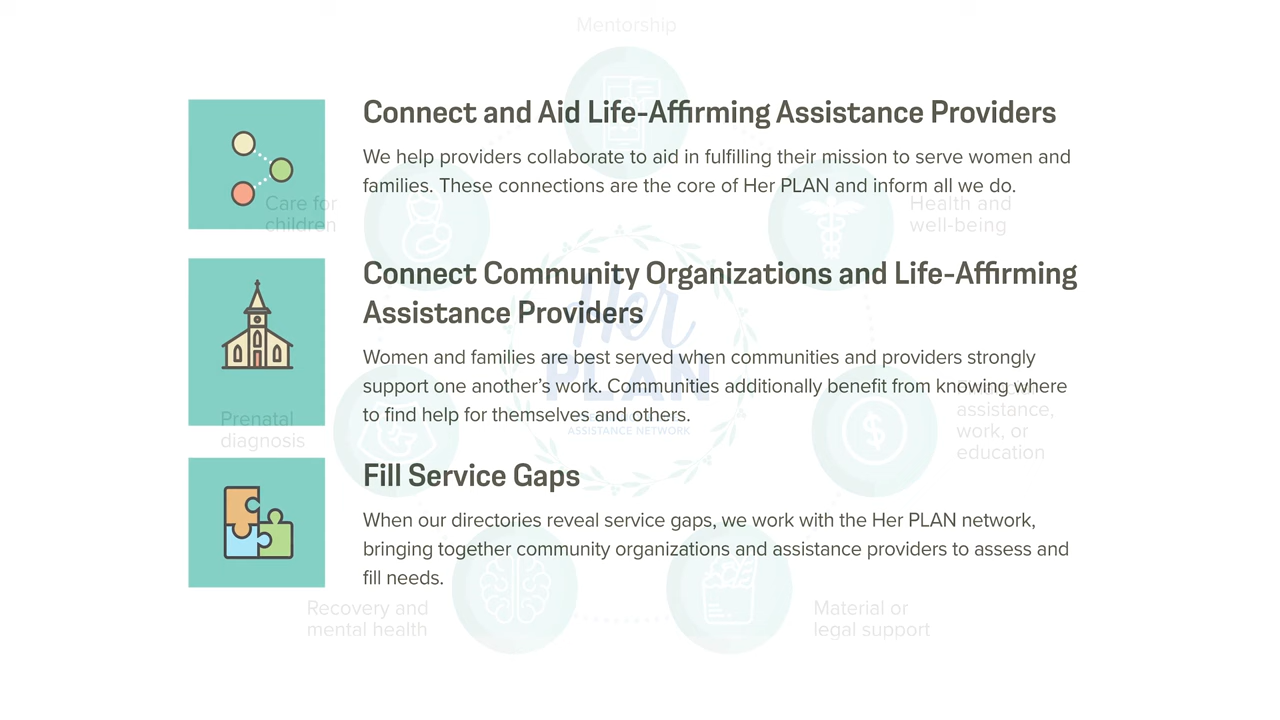 Mentorship
Connect and Aid Life-Affirming Assistance Providers
We help providers collaborate to aid in fulfilling their mission to serve women and
families. These connections are the core of Her PLAN and inform all we do.
Care for
children
Health and
well-being
Connect Community Organizations and Life-Affirming
Assistance Providers
Her
PLAN
ASSISTANCE NETWORK
Women and families are best served when communities and providers strongly
support one another's work. Communities additionally benefit from knowing where
to find help for themselves and others.
Prenatal
diagnosis
assistance,
work, or
education
Fill Service Gaps
When our directories reveal service gaps, we work with the Her PLAN network,
bringing together community organizations and assistance providers to assess and
fill needs.
Recovery and
mental health
Material or
legal support